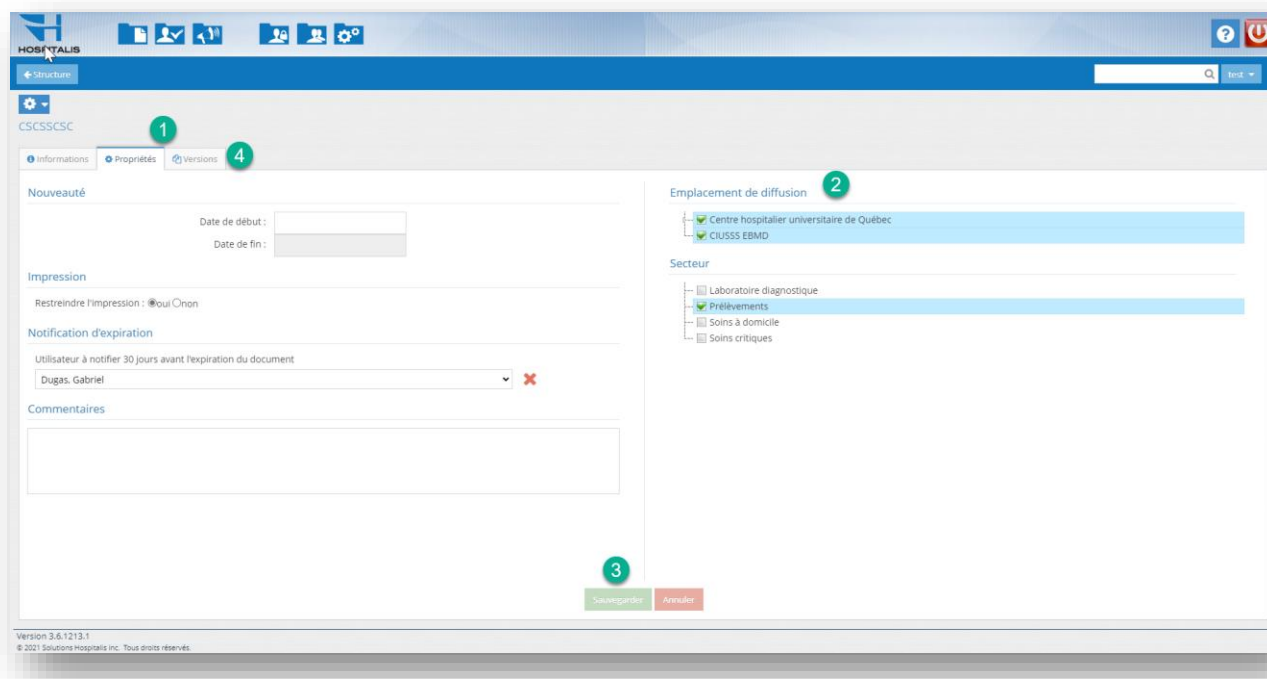 HOSPITALIS
?
Structure
test
CSCSSCSC
1
Informations
Propriétés
Versions
4
Nouveauté
Date de début :
Date de fin :
Impression
Restreindre l'impression : oui non
Notification d'expiration
Utilisateur à notifier 30 jours avant l'expiration du document
Dugas, Gabriel
Commentaires
Emplacement de diffusion
2
Centre hospitalier universitaire de Québec
CIUSSS EBMD
Secteur
Laboratoire diagnostique
Prélèvements
Soins à domicile
Soins critiques
3
Sauvegarder
Annuler
Version 3.6.1213.1
© 2021 Solutions Hospitalis inc. Tous droits réservés.